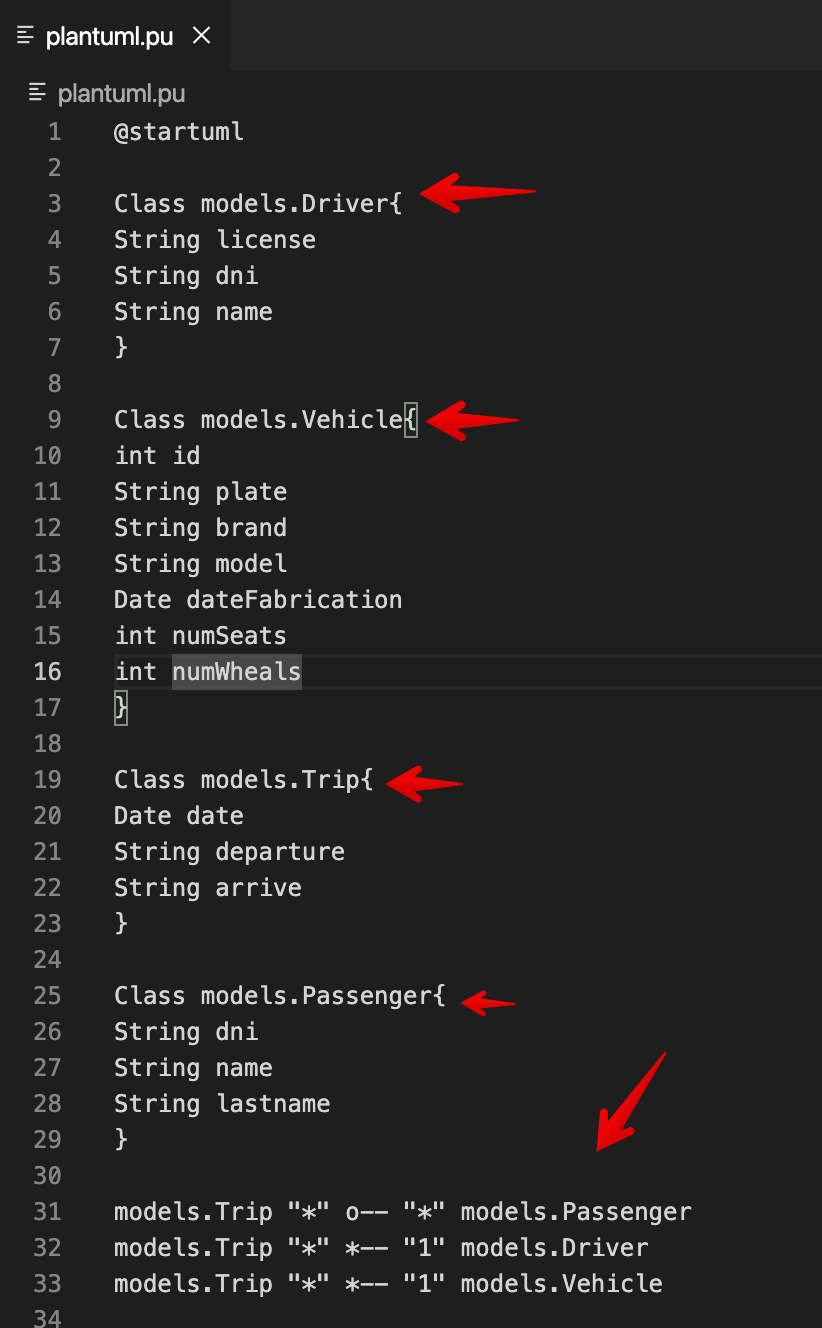 plantuml.pu
plantuml.pu
1 @startuml
2
3 Class models.Driver{
4 String license
5 String dni
6 String name
7 }
8
9 Class models.Vehicle{
10 int id
11 String plate
12 String brand
13 String model
14 Date dateFabrication
15 int numSeats
16 int numWheals
17 }
18
19 Class models.Trip{
20 Date date
21 String departure
22 String arrive
23 }
24
25 Class models.Passenger{
26 String dni
27 String name
28 String lastname
29 }
30
31 models.Trip "*" o-- "*" models.Passenger
32 models.Trip "*" *-- "1" models.Driver
33 models.Trip "*" *-- "1" models.Vehicle
34